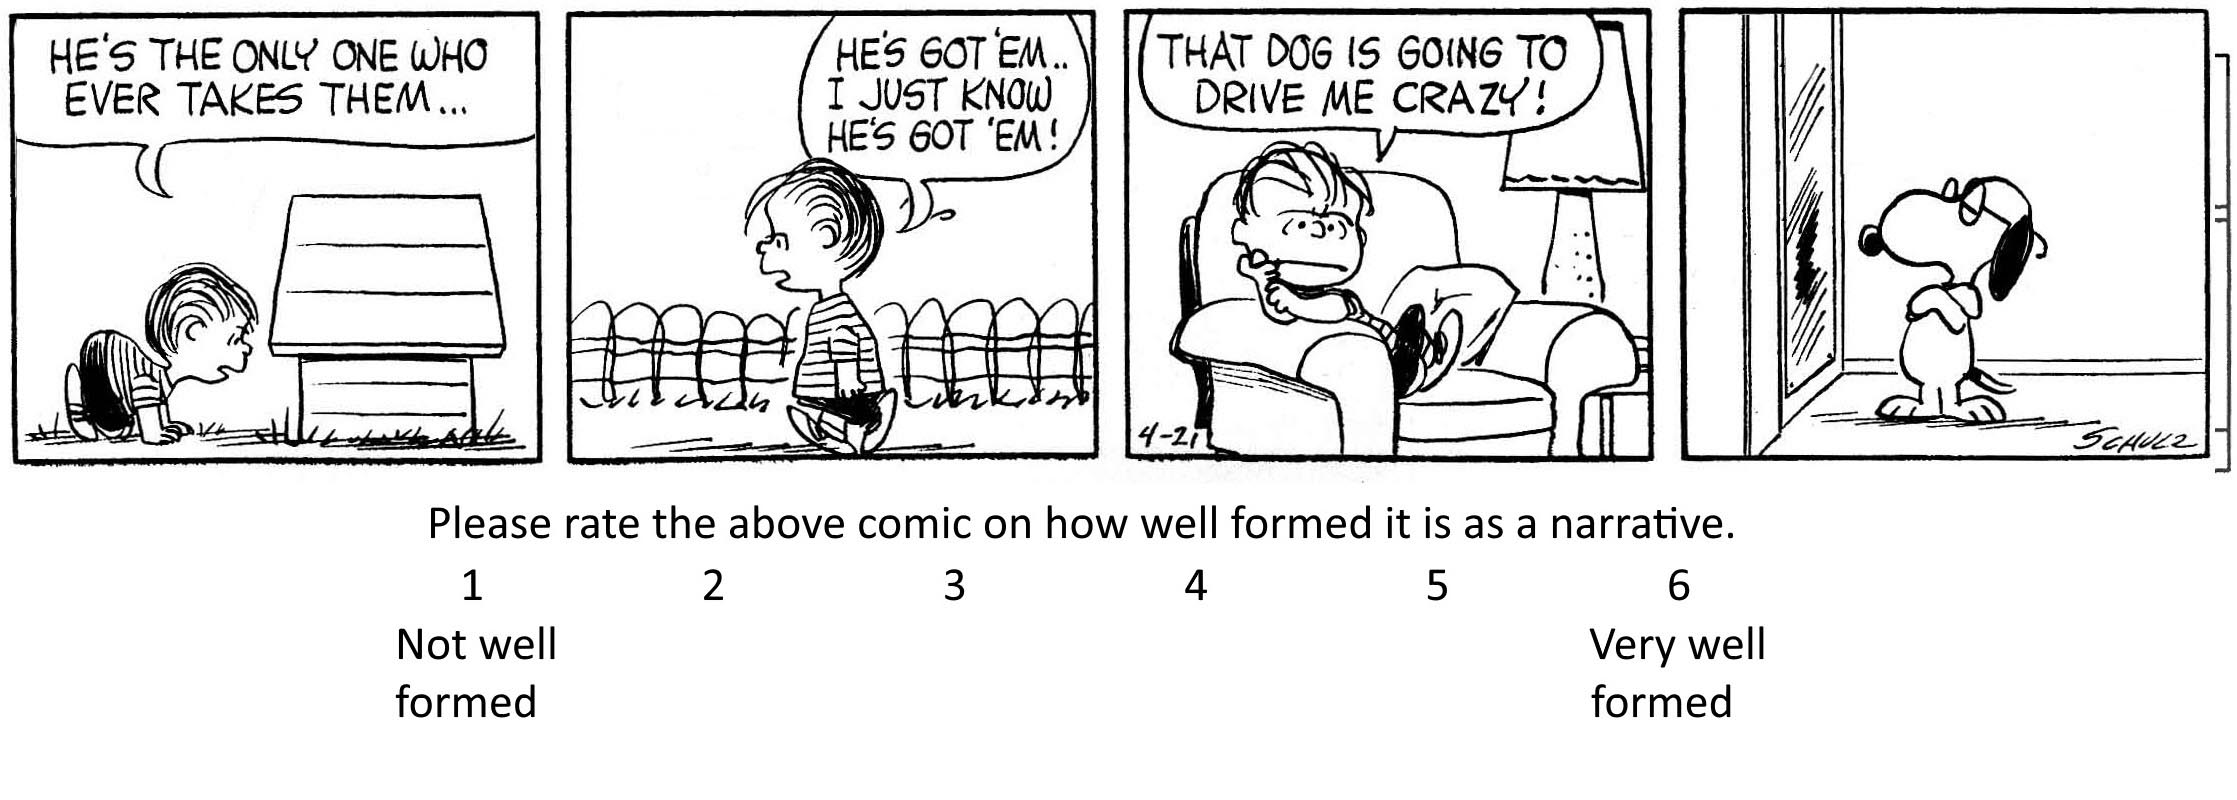 HE'S THE ONLY ONE WHO
EVER TAKES THEM...
HE'S GOT 'EM..
I JUST KNOW
HE'S GOT 'EM!
THAT DOG IS GOING TO
DRIVE ME CRAZY!
4-21
SCHULZ
Please rate the above comic on how well formed it is as a narrative.
1 2 3 4 5 6
Not well
formed
Very well
formed